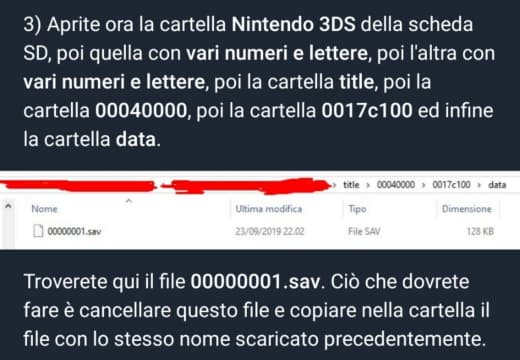 3) Aprite ora la cartella Nintendo 3DS della scheda
SD, poi quella con vari numeri e lettere, poi l'altra con
vari numeri e lettere, poi la cartella title, poi la
cartella 00040000, poi la cartella 0017c100 ed infine
la cartella data.
title > 00040000 > 0017c100 > data
Nome Ultima modifica Tipo Dimensione
00000001.sav 23/09/2019 22.02 File SAV 128 KB
Troverete qui il file 00000001.sav. Ciò che dovrete
fare è cancellare questo file e copiare nella cartella il
file con lo stesso nome scaricato precedentemente.